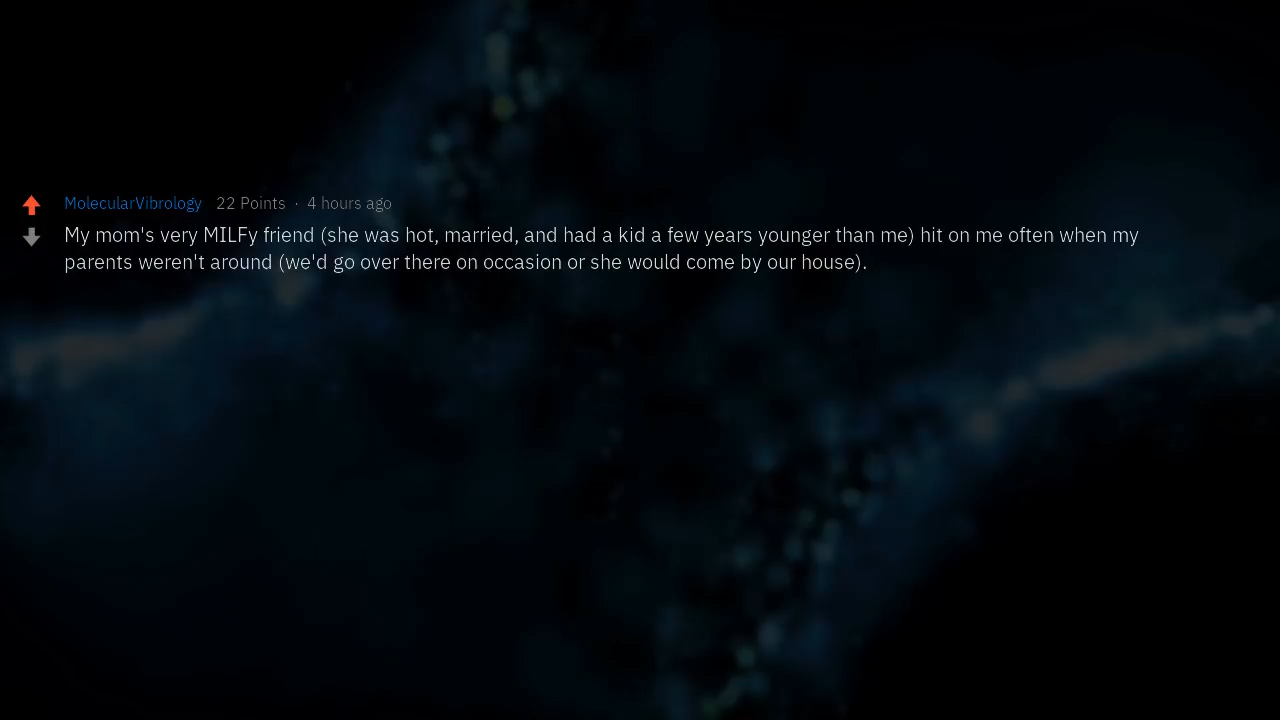 MolecularVibrology 22 Points · 4 hours ago
My mom's very MILFy friend (she was hot, married, and had a kid a few years younger than me) hit on me often when my
parents weren't around (we'd go over there on occasion or she would come by our house).